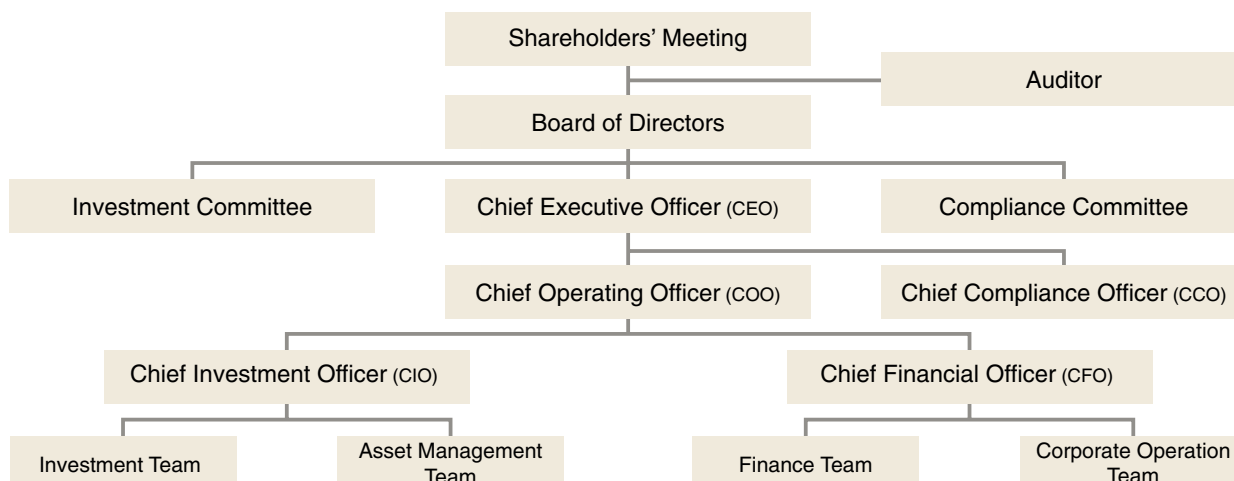 Shareholders’ Meeting
Auditor
Board of Directors
Investment Committee
Chief Executive Officer (CEO)
Compliance Committee
Chief Operating Officer (COO)
Chief Compliance Officer (CCO)
Chief Investment Officer (CIO)
Chief Financial Officer (CFO)
Investment Team
Asset Management
Team
Finance Team
Corporate Operation
Team